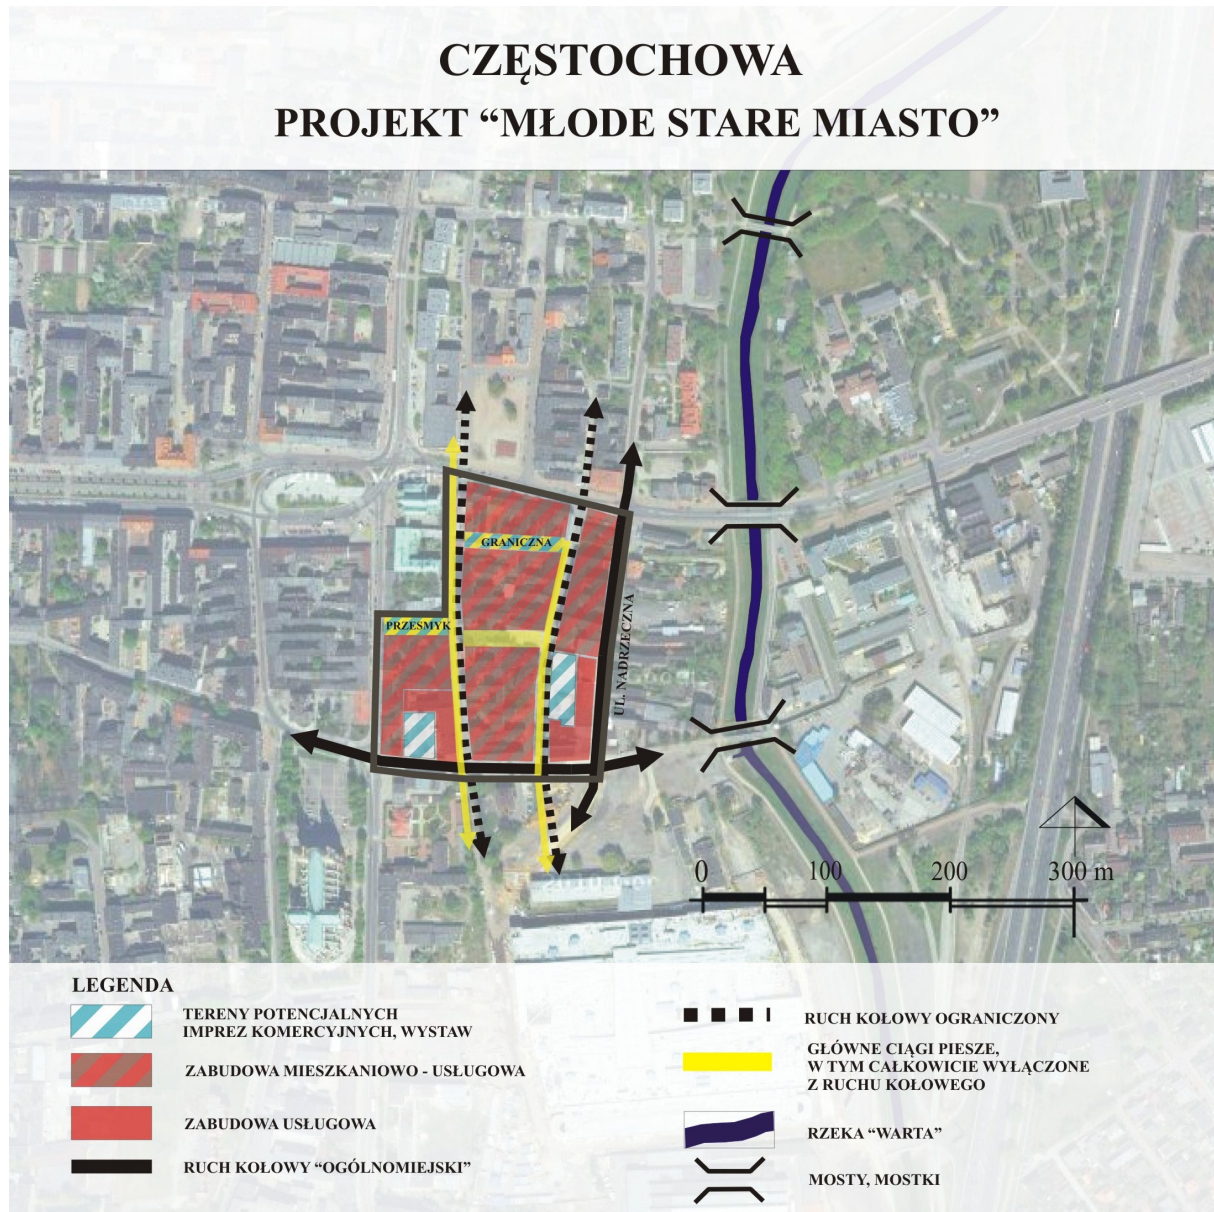 CZĘSTOCHOWA
PROJEKT “MŁODE STARE MIASTO”
GRANICZNA
PRZESMYK
UL. NADRZECZNA
0 100 200 300 m
LEGENDA
TERENY POTENCJALNYCH
IMPREZ KOMERCYJNYCH, WYSTAW
ZABUDOWA MIESZKANIOWO - USŁUGOWA
ZABUDOWA USŁUGOWA
RUCH KOŁOWY “OGÓLNOMIEJSKI”
RUCH KOŁOWY OGRANICZONY
GŁÓWNE CIĄGI PIESZE,
W TYM CAŁKOWICIE WYŁĄCZONE
Z RUCHU KOŁOWEGO
RZEKA “WARTA”
MOSTY, MOSTKI